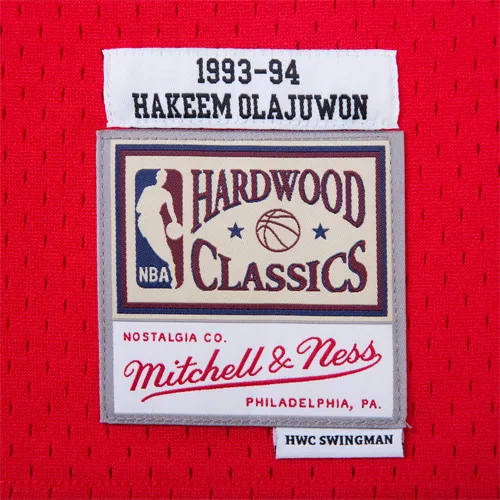 1993-94
HAKEEM OLAJUWON
HARDWOOD
CLASSICS
NBA
NOSTALGIA CO.
Mitchell & Ness
PHILADELPHIA, PA.
HWC SWINGMAN